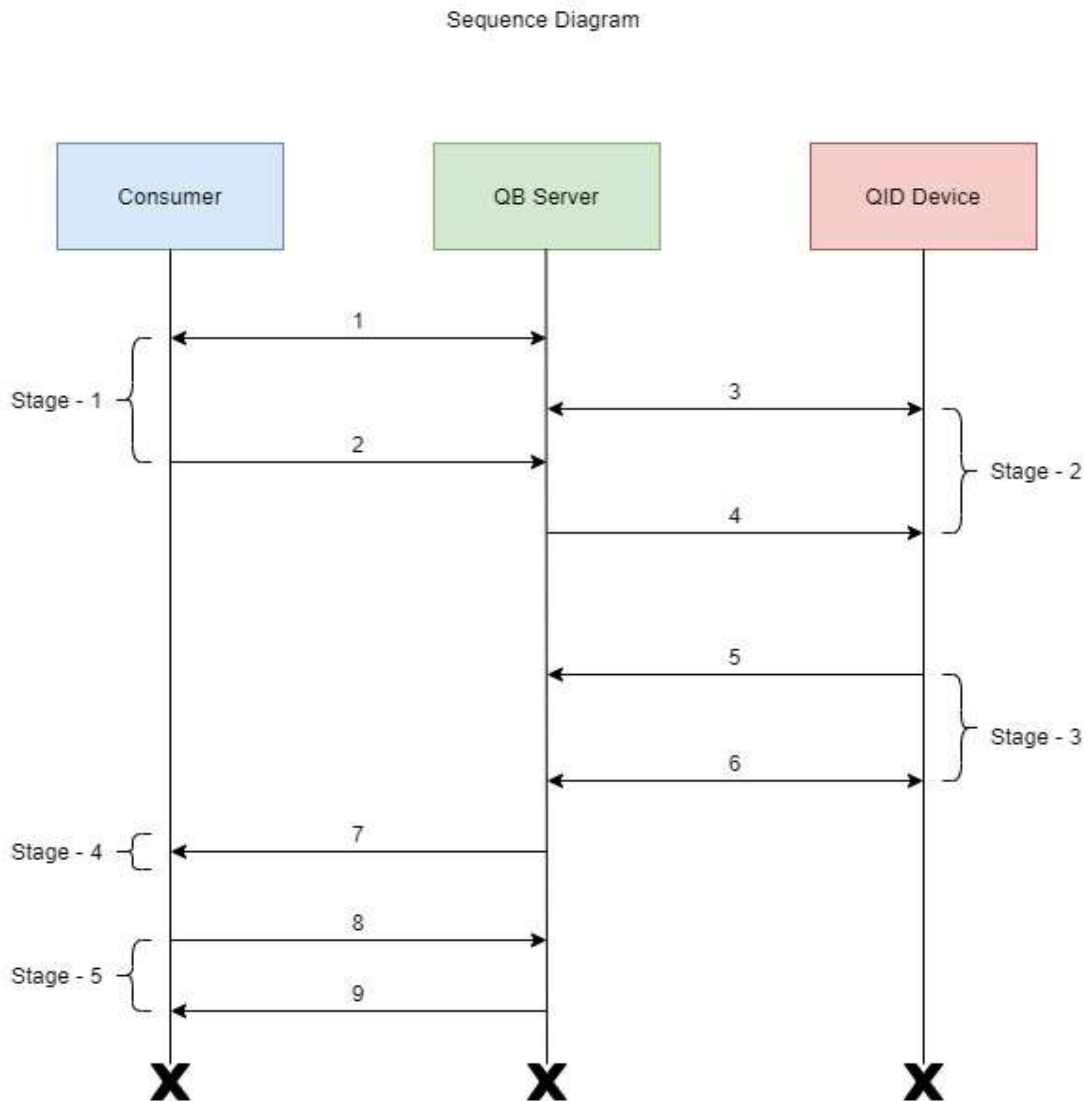 Sequence Diagram
Consumer
QB Server
QID Device
1
3
Stage - 1
2
Stage - 2
4
5
Stage - 3
6
7
Stage - 4
8
Stage - 5
9
X X X